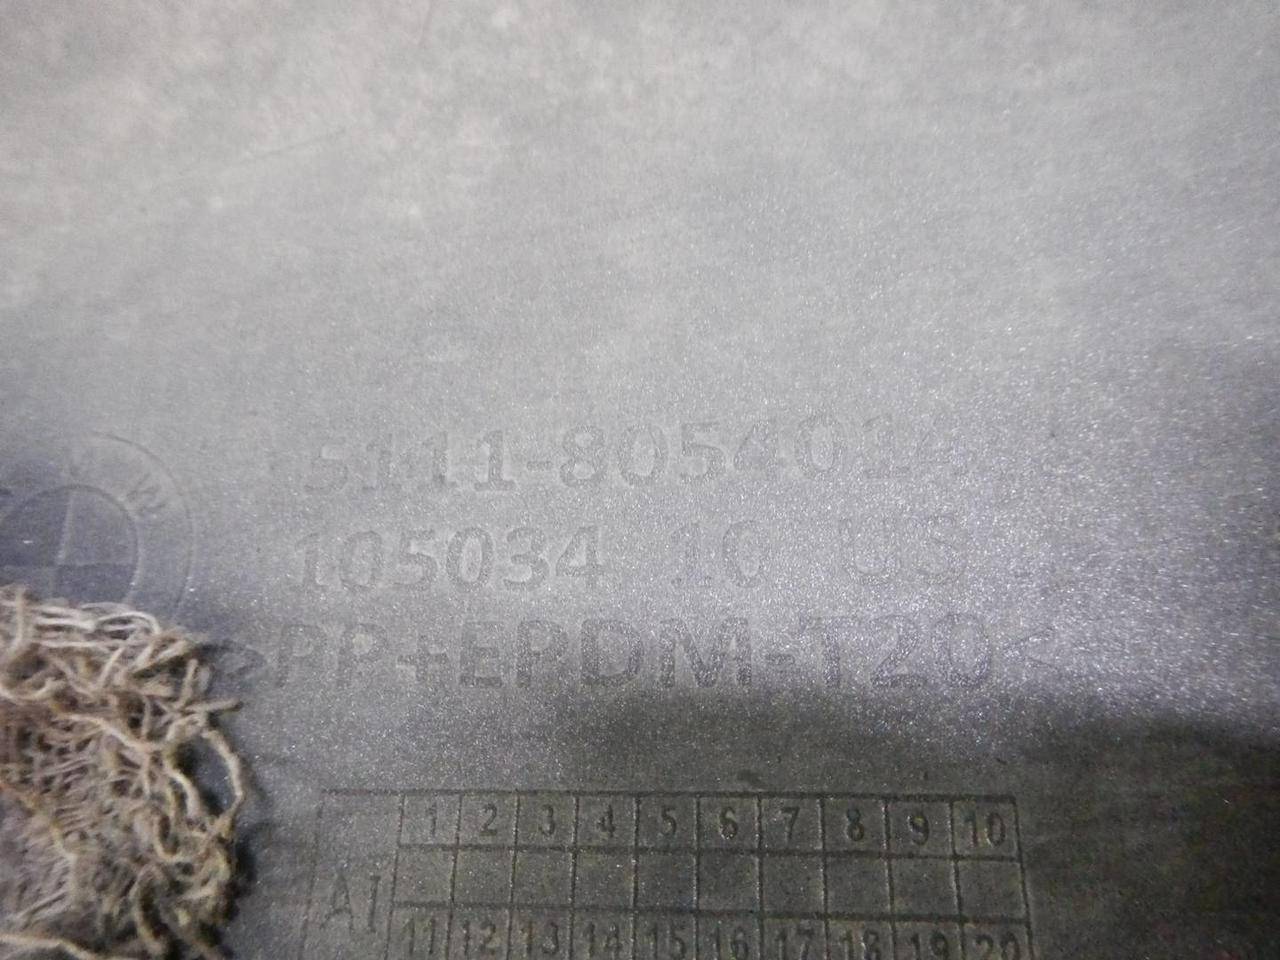 5111-8054014
105034 10 US
>PP+EPDM-T20<
1 2 3 4 5 6 7 8 9 10
AI
11 12 13 14 15 16 17 18 19 20